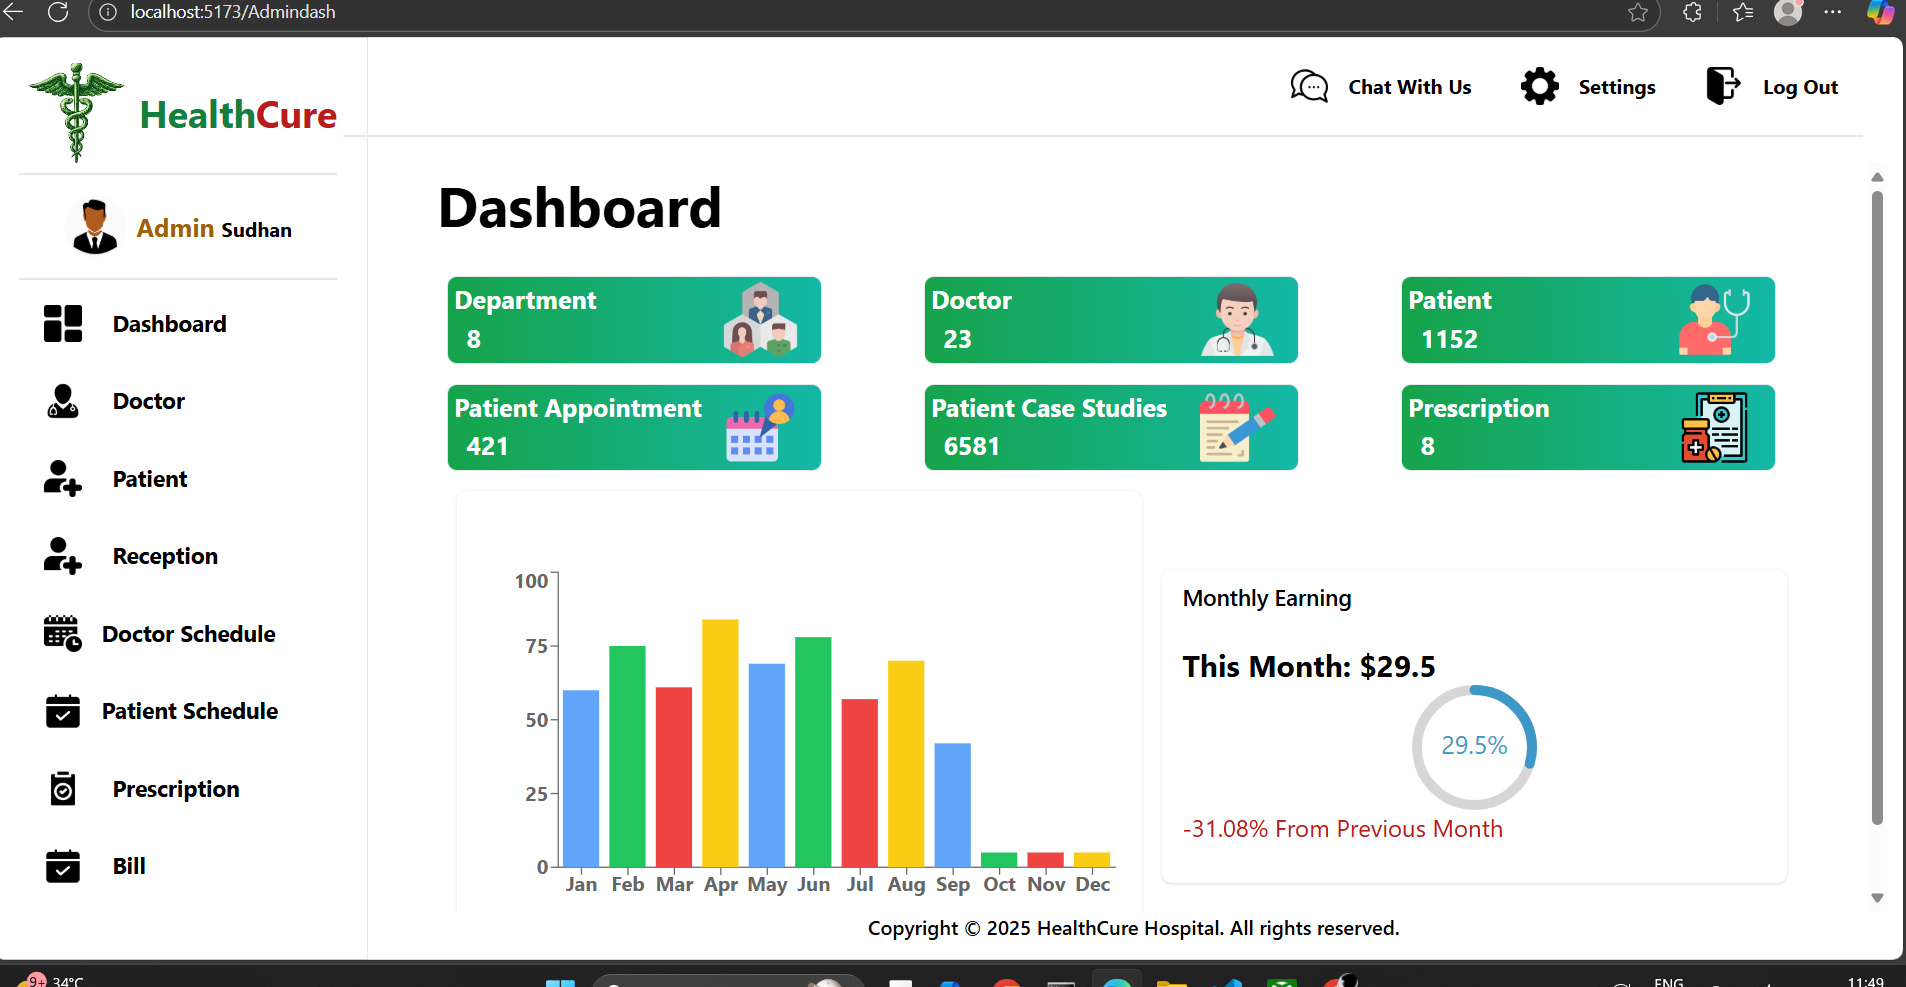 localhost:5173/Admindash
HealthCure
Chat With Us
Settings
Log Out
Admin Sudhan
Dashboard
Doctor
Patient
Reception
Doctor Schedule
Patient Schedule
Prescription
Bill
Dashboard
Department
8
Doctor
23
Patient
1152
Patient Appointment
421
Patient Case Studies
6581
Prescription
8
100
75
50
25
0
Jan Feb Mar Apr May Jun Jul Aug Sep Oct Nov Dec
Monthly Earning
This Month: $29.5
29.5%
-31.08% From Previous Month
Copyright © 2025 HealthCure Hospital. All rights reserved.
9+
34°C
ENG
11:49